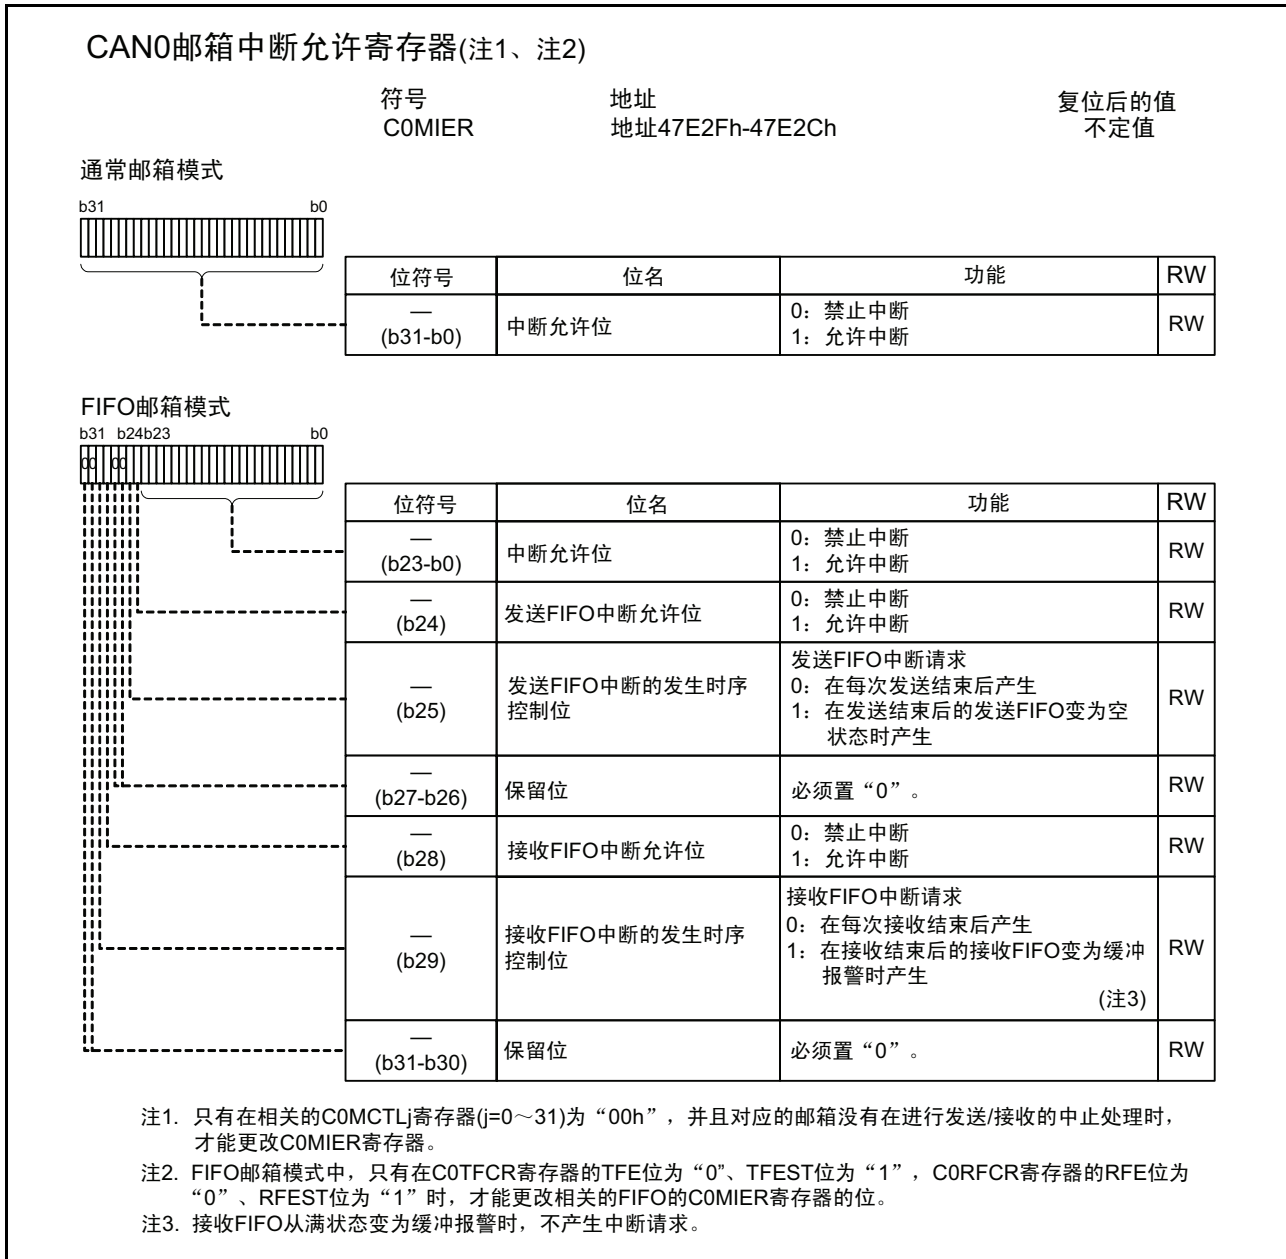 CAN0邮箱中断允许寄存器(注1、注2)
符号 地址 复位后的值
C0MIER 地址47E2Fh-47E2Ch 不定值
通常邮箱模式
b31 b0
位符号 位名 功能 RW
—
(b31-b0) 中断允许位 0：禁止中断
1：允许中断 RW
FIFO邮箱模式
b31 b24b23 b0
00 00
位符号 位名 功能 RW
—
(b23-b0) 中断允许位 0：禁止中断
1：允许中断 RW
—
(b24) 发送FIFO中断允许位 0：禁止中断
1：允许中断 RW
—
(b25) 发送FIFO中断的发生时序
控制位 发送FIFO中断请求
0：在每次发送结束后产生
1：在发送结束后的发送FIFO变为空
状态时产生 RW
—
(b27-b26) 保留位 必须置“0”。 RW
—
(b28) 接收FIFO中断允许位 0：禁止中断
1：允许中断 RW
—
(b29) 接收FIFO中断的发生时序
控制位 接收FIFO中断请求
0：在每次接收结束后产生
1：在接收结束后的接收FIFO变为缓冲
报警时产生
(注3) RW
—
(b31-b30) 保留位 必须置“0”。 RW
注1. 只有在相关的C0MCTLj寄存器(j=0～31)为“00h”，并且对应的邮箱没有在进行发送/接收的中止处理时，
才能更改C0MIER寄存器。
注2. FIFO邮箱模式中，只有在C0TFCR寄存器的TFE位为“0”、TFEST位为“1”，C0RFCR寄存器的RFE位为
“0”、RFEST位为“1”时，才能更改相关的FIFO的C0MIER寄存器的位。
注3. 接收FIFO从满状态变为缓冲报警时，不产生中断请求。